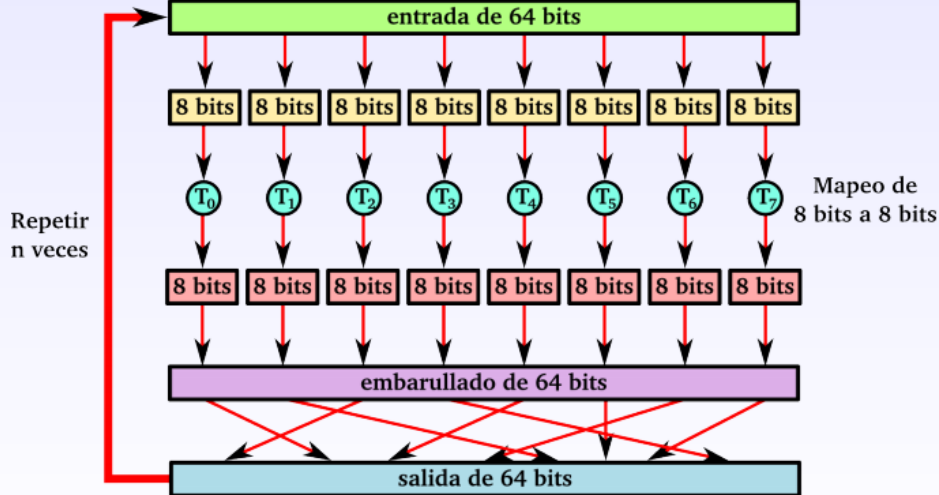 entrada de 64 bits
8 bits 8 bits 8 bits 8 bits 8 bits 8 bits 8 bits 8 bits
T0 T1 T2 T3 T4 T5 T6 T7
Mapeo de
8 bits a 8 bits
Repetir
n veces
8 bits 8 bits 8 bits 8 bits 8 bits 8 bits 8 bits 8 bits
embarullado de 64 bits
salida de 64 bits